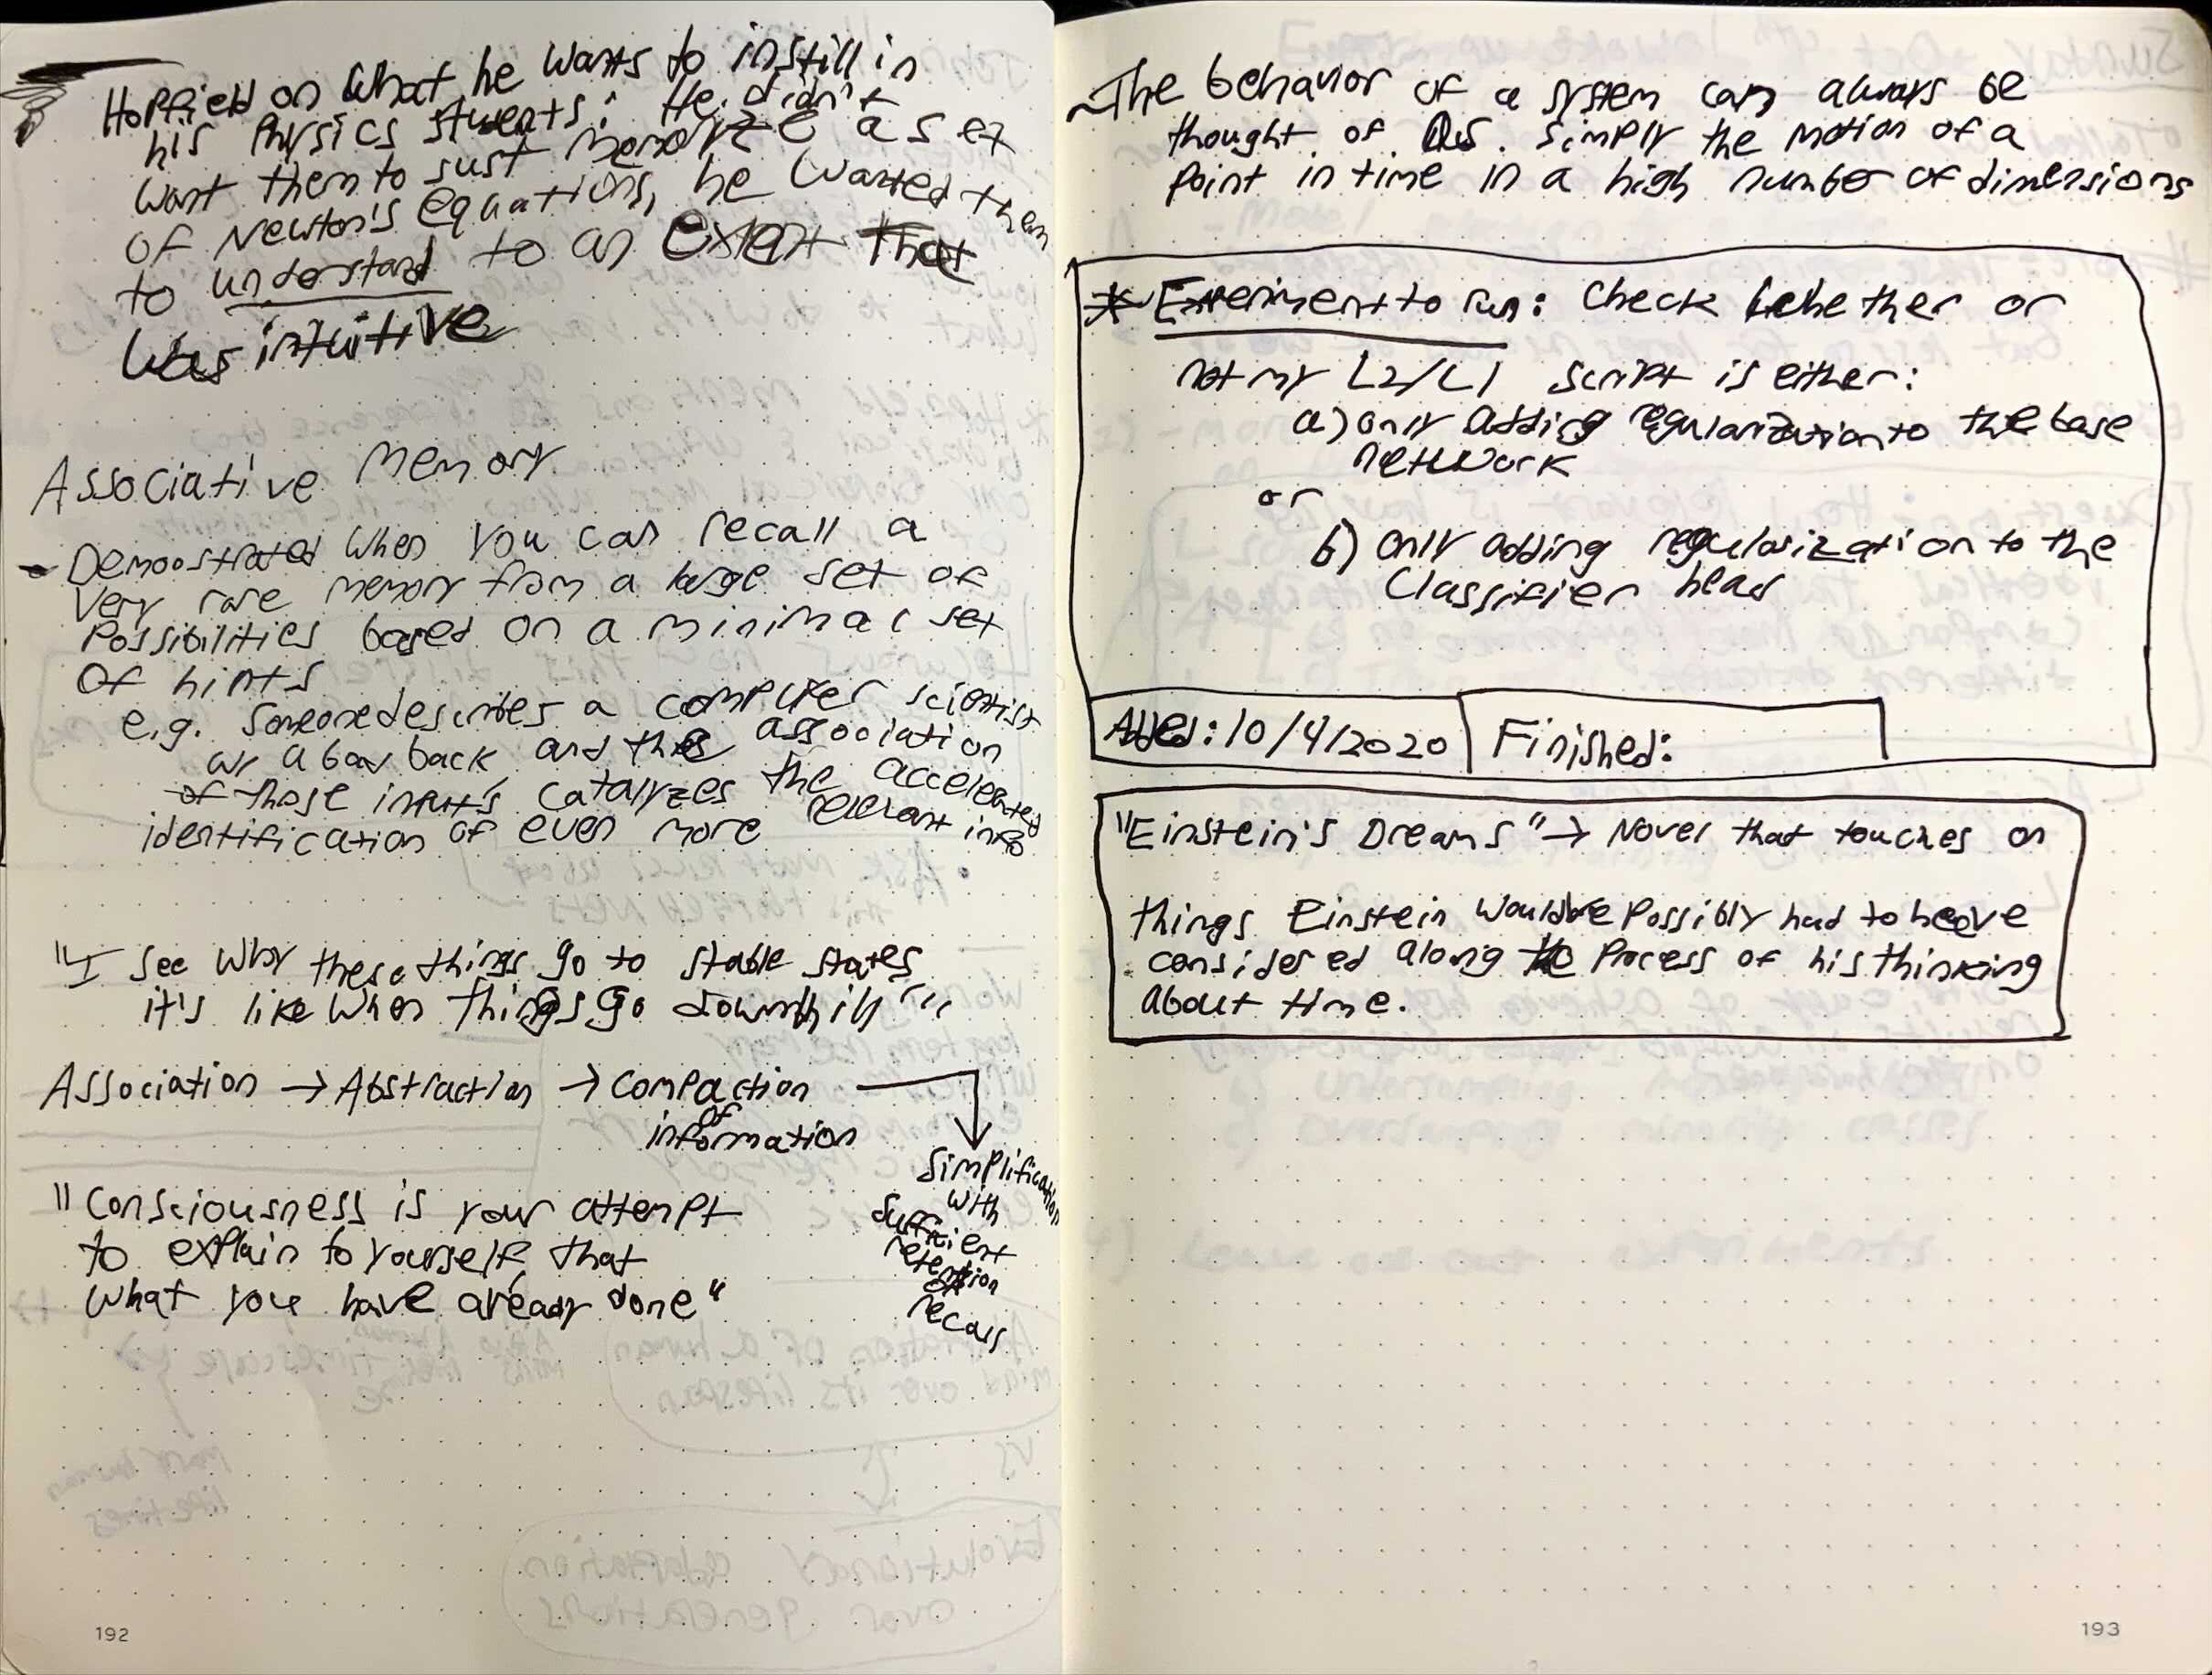 Hopfield on what he wants to instill in
his physics students: He didn't
want them to just memorize a set
of Newton's equations, he wanted them
to understand to an extent that
was intuitive
Associative Memory
- Demonstrated when you can recall a
very rare memory from a large set of
possibilities based on a minimal set
of hints
e.g. someone describes a computer scientist
w/ a bow back and the association
of those inputs catalyzes the accelerated
identification of even more relevant info
"I see why these things go to stable states
it's like when things go downhill"
Association → Abstraction → Compaction
of
information
Simplification
with
sufficient
retention
of
recall
"Consciousness is your attempt
to explain to yourself that
what you have already done"
192
The behavior of a system can always be
thought of as simply the motion of a
point in time in a high number of dimensions
* Experiment to run: Check whether or
not my L2/L1 script is either:
a) only adding regularization to the base
network
or
b) only adding regularization to the
classifier head
Added: 10/4/2020
Finished:
"Einstein's Dreams" → Novel that touches on
things Einstein would've possibly had to have
considered along the process of his thinking
about time.
193